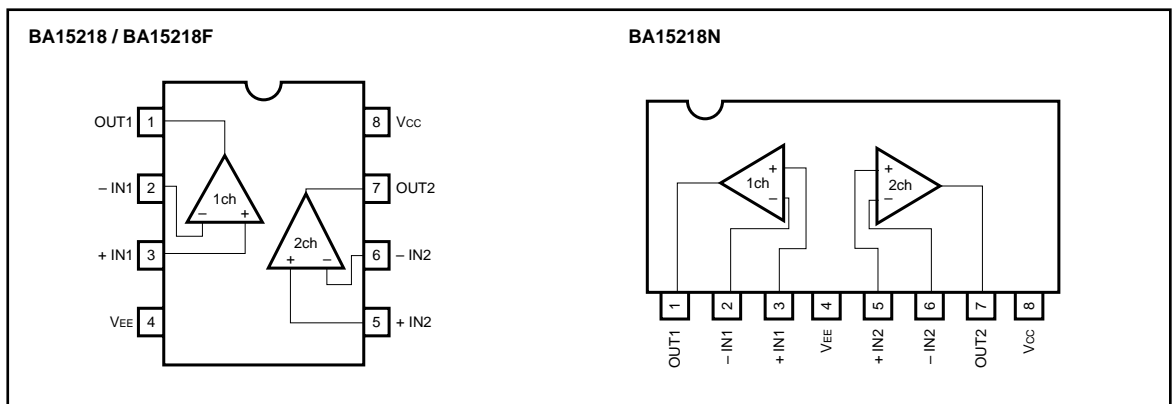 BA15218 / BA15218F
OUT1 1
8 VCC
– IN1 2
7 OUT2
1ch
– +
+ IN1 3
2ch
+ –
6 – IN2
VEE 4
5 + IN2
BA15218N
1ch
+
–
2ch
+
–
1 2 3 4 5 6 7 8
OUT1 – IN1 + IN1 VEE + IN2 – IN2 OUT2 VCC